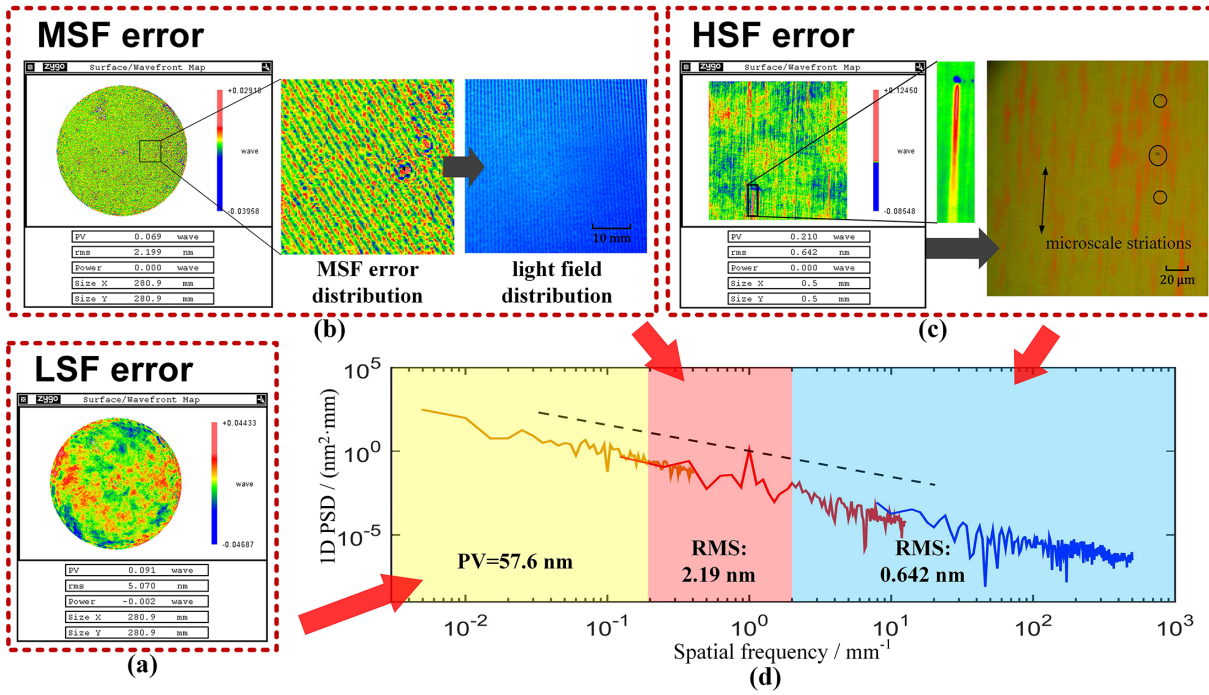 MSF error
zygo Surface/Wavefront Map
+0.02918
wave
-0.03958
PV 0.069 wave
rms 2.199 nm
Power 0.000 wave
Size X 280.9 mm
Size Y 280.9 mm
10 mm
MSF error
distribution
light field
distribution
(b)
HSF error
zygo Surface/Wavefront Map
+0.12450
wave
-0.08548
PV 0.210 wave
rms 0.642 nm
Power 0.000 wave
Size X 0.5 mm
Size Y 0.5 mm
microscale striations
20 μm
(c)
LSF error
zygo Surface/Wavefront Map
+0.04433
wave
-0.04687
PV 0.091 wave
rms 5.070 nm
Power -0.002 wave
Size X 280.9 mm
Size Y 280.9 mm
(a)
1D PSD / (nm²·mm)
10⁵
10⁰
10⁻⁵
PV=57.6 nm
RMS:
2.19 nm
RMS:
0.642 nm
10⁻²
10⁻¹
10⁰
10¹
10²
10³
Spatial frequency / mm⁻¹
(d)